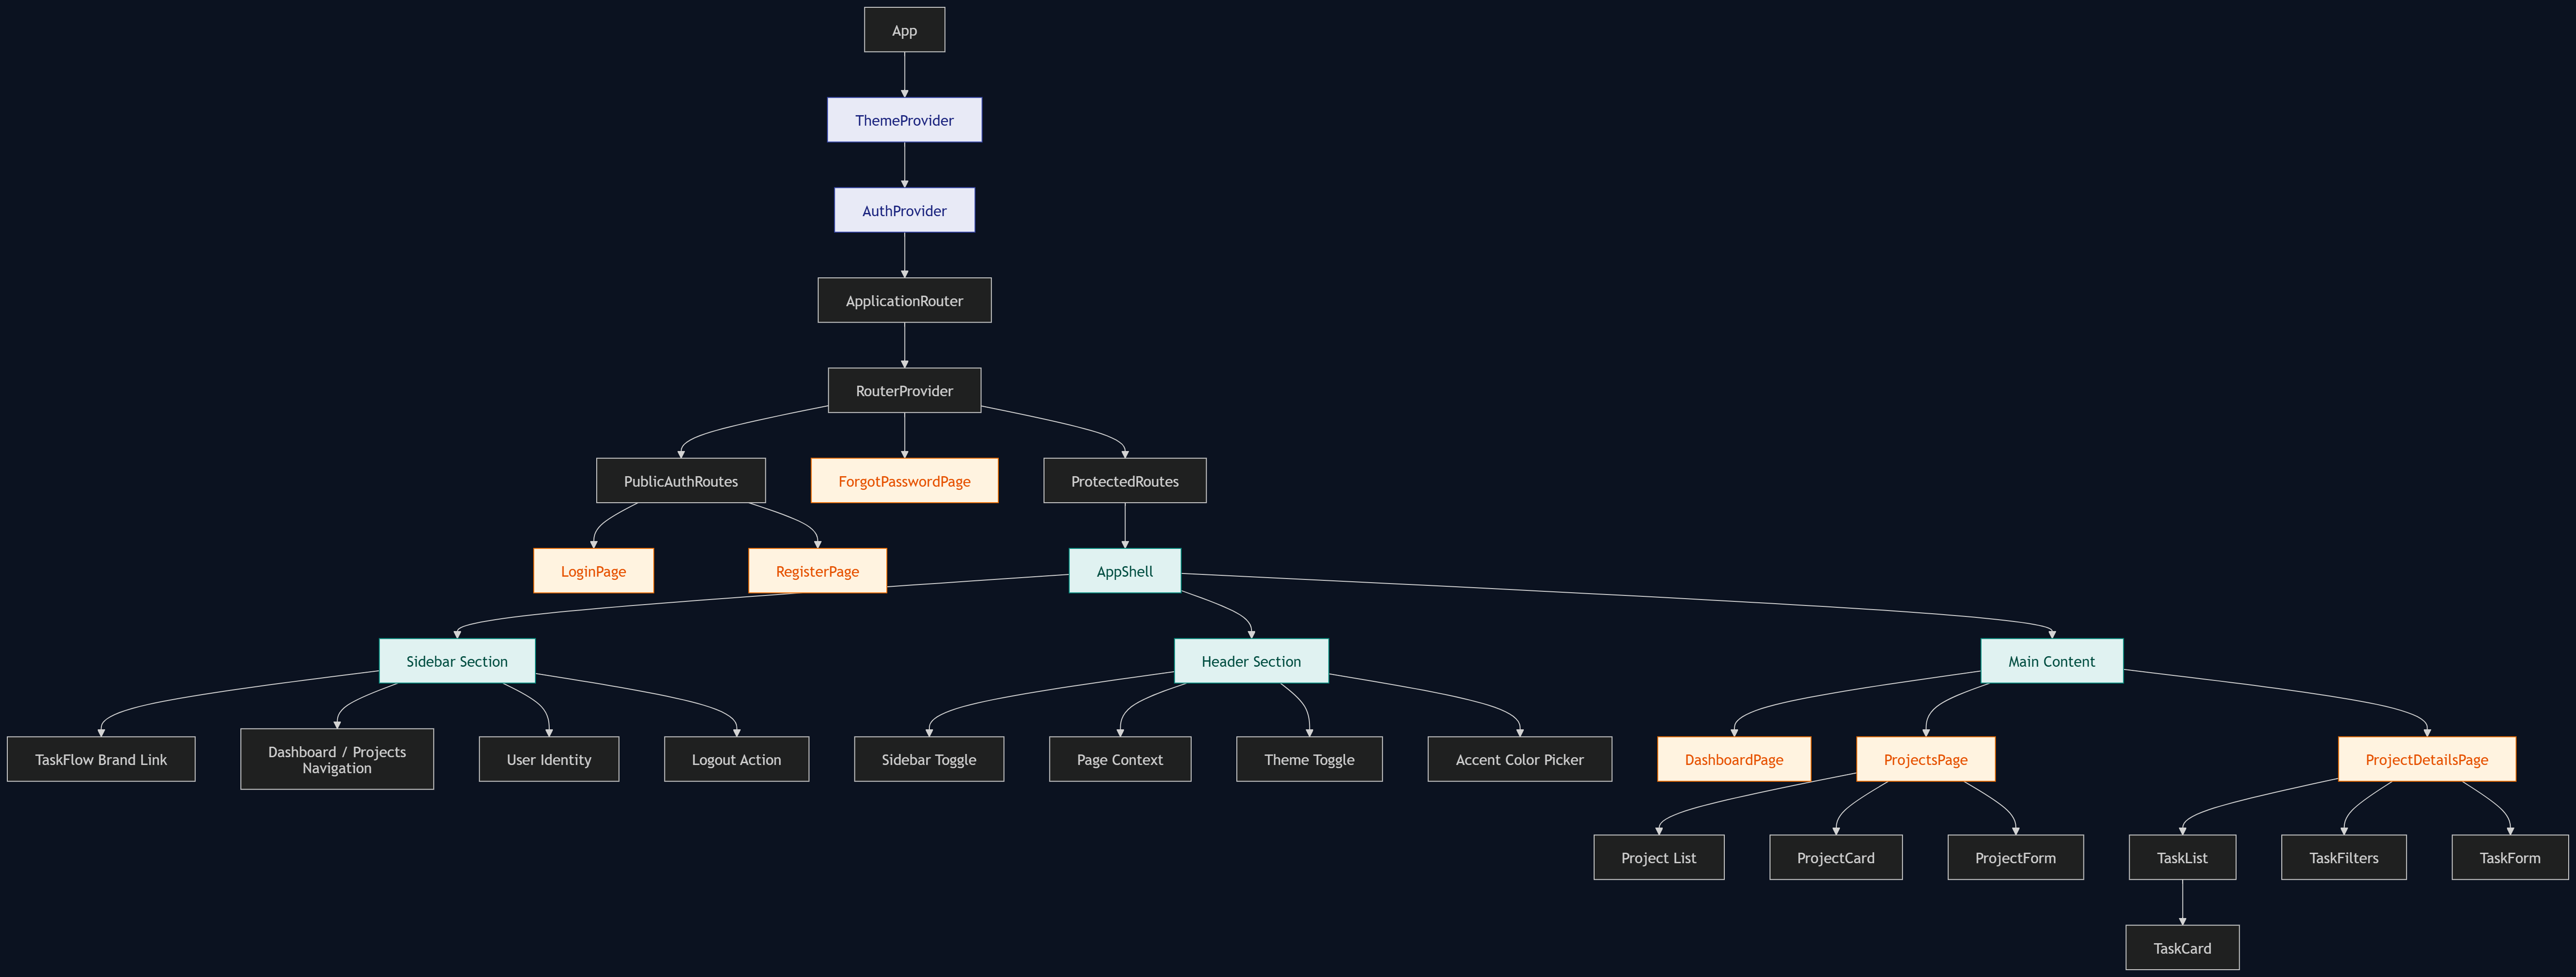 App
ThemeProvider
AuthProvider
ApplicationRouter
RouterProvider
PublicAuthRoutes
ForgotPasswordPage
ProtectedRoutes
LoginPage
RegisterPage
AppShell
Sidebar Section
Header Section
Main Content
TaskFlow Brand Link
Dashboard / Projects
Navigation
User Identity
Logout Action
Sidebar Toggle
Page Context
Theme Toggle
Accent Color Picker
DashboardPage
ProjectsPage
ProjectDetailsPage
Project List
ProjectCard
ProjectForm
TaskList
TaskFilters
TaskForm
TaskCard